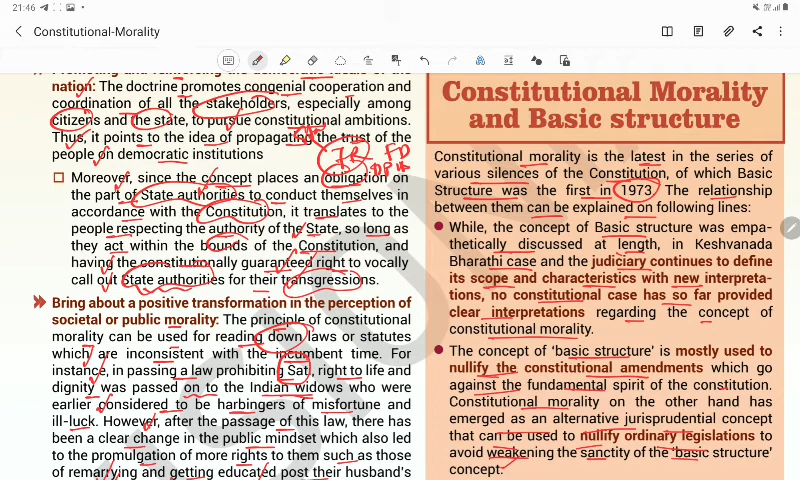 21:46
Constitutional-Morality
nation: The doctrine promotes congenial cooperation and
coordination of all the stakeholders, especially among
citizens and the state, to pursue constitutional ambitions.
Thus, it points to the idea of propagating the trust of the
people on democratic institutions
FR FD
DPSP
Moreover, since the concept places an obligation on
the part of State authorities to conduct themselves in
accordance with the Constitution, it translates to the
people respecting the authority of the State, so long as
they act within the bounds of the Constitution, and
having the constitutionally guaranteed right to vocally
call out State authorities for their transgressions.
Bring about a positive transformation in the perception of
societal or public morality: The principle of constitutional
morality can be used for reading down laws or statutes
which are inconsistent with the incumbent time. For
instance, in passing a law prohibiting Sati, right to life and
dignity was passed on to the Indian widows who were
earlier considered to be harbingers of misfortune and
ill-luck. However, after the passage of this law, there has
been a clear change in the public mindset which also led
to the promulgation of more rights to them such as those
of remarrying and getting educated post their husband's
Constitutional Morality
and Basic structure
Constitutional morality is the latest in the series of
various silences of the Constitution, of which Basic
Structure was the first in 1973 The relationship
between them can be explained on following lines:
While, the concept of Basic structure was empa-
thetically discussed at length, in Keshvanada
Bharathi case and the judiciary continues to define
its scope and characteristics with new interpreta-
tions, no constitutional case has so far provided
clear interpretations regarding the concept of
constitutional morality.
The concept of 'basic structure' is mostly used to
nullify the constitutional amendments which go
against the fundamental spirit of the constitution.
Constitutional morality on the other hand has
emerged as an alternative jurisprudential concept
that can be used to nullify ordinary legislations to
avoid weakening the sanctity of the 'basic structure'
concept.